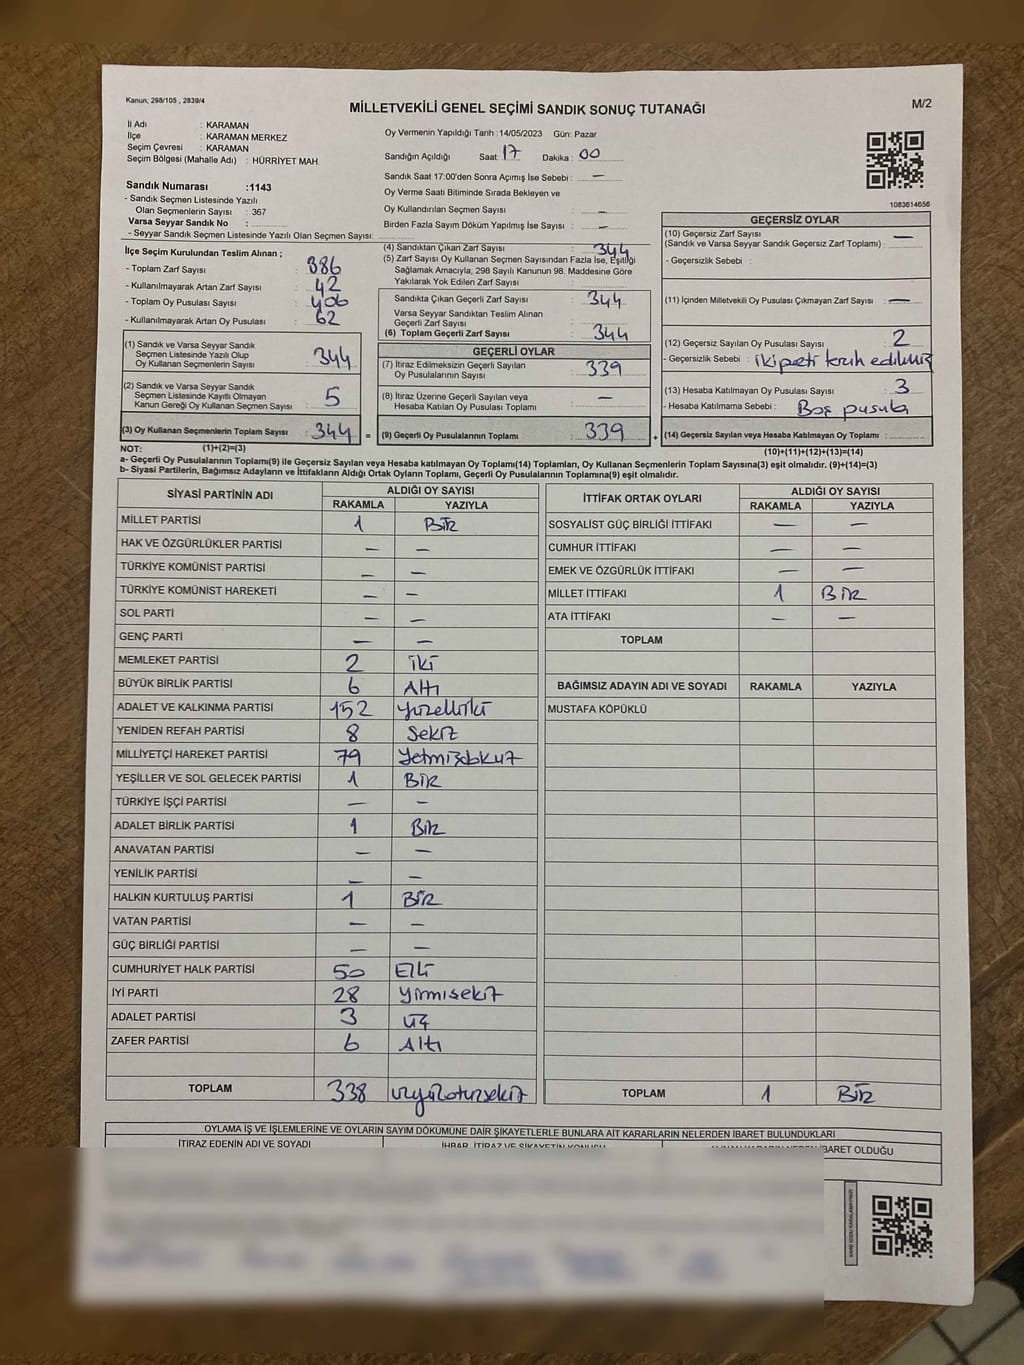 Kanun; 298/105 , 2839/4
MİLLETVEKİLİ GENEL SEÇİMİ SANDIK SONUÇ TUTANAĞI
M/2
İl Adı : KARAMAN
İlçe : KARAMAN MERKEZ
Seçim Çevresi : KARAMAN
Seçim Bölgesi (Mahalle Adı) : HÜRRİYET MAH.
Sandık Numarası :1143
- Sandık Seçmen Listesinde Yazılı
Olan Seçmenlerin Sayısı : 367
Varsa Seyyar Sandık No :
- Seyyar Sandık Seçmen Listesinde Yazılı Olan Seçmen Sayısı:
Oy Vermenin Yapıldığı Tarih :14/05/2023 Gün: Pazar
Sandığın Açıldığı Saat: 17 Dakika : 00
Sandık Saat 17:00'den Sonra Açımış İse Sebebi : —
Oy Verme Saati Bitiminde Sırada Bekleyen ve
Oy Kullandırılan Seçmen Sayısı : —
Birden Fazla Sayım Döküm Yapılmış İse Sayısı : —
1083614656
İlçe Seçim Kurulundan Teslim Alınan ;
- Toplam Zarf Sayısı : 386
- Kullanılmayarak Artan Zarf Sayısı : 42
- Toplam Oy Pusulası Sayısı : 406
- Kullanılmayarak Artan Oy Pusulası : 62
(1) Sandık ve Varsa Seyyar Sandık
Seçmen Listesinde Yazılı Olup
Oy Kullanan Seçmenlerin Sayısı : 344
(2) Sandık ve Varsa Seyyar Sandık
Seçmen Listesinde Kayıtlı Olmayan
Kanun Gereği Oy Kullanan Seçmen Sayısı : 5
(3) Oy Kullanan Seçmenlerin Toplam Sayısı : 344
(4) Sandıktan Çıkan Zarf Sayısı : 344
(5) Zarf Sayısı Oy Kullanan Seçmen Sayısından Fazla İse, Eşitliği
Sağlamak Amacıyla, 298 Sayılı Kanunun 98. Maddesine Göre
Yakılarak Yok Edilen Zarf Sayısı :
Sandıkta Çıkan Geçerli Zarf Sayısı : 344
Varsa Seyyar Sandıktan Teslim Alınan
Geçerli Zarf Sayısı :
(6) Toplam Geçerli Zarf Sayısı : 344
GEÇERLİ OYLAR
(7) İtiraz Edilmeksizin Geçerli Sayılan
Oy Pusulalarının Sayısı : 339
(8) İtiraz Üzerine Geçerli Sayılan veya
Hesaba Katılan Oy Pusulası Toplamı : —
= (9) Geçerli Oy Pusulalarının Toplamı : 339 +
GEÇERSİZ OYLAR
(10) Geçersiz Zarf Sayısı —
(Sandık ve Varsa Seyyar Sandık Geçersiz Zarf Toplamı) :
- Geçersizlik Sebebi :
(11) İçinden Milletvekili Oy Pusulası Çıkmayan Zarf Sayısı : —
(12) Geçersiz Sayılan Oy Pusulası Sayısı : 2
- Geçersizlik Sebebi : iki parti tercih edilmiş
(13) Hesaba Katılmayan Oy Pusulası Sayısı : 3
- Hesaba Katılmama Sebebi : Boş pusula
(14) Geçersiz Sayılan veya Hesaba Katılmayan Oy Toplamı :
NOT: (1)+(2)=(3)
(10)+(11)+(12)+(13)=(14)
a- Geçerli Oy Pusulalarının Toplamı(9) ile Geçersiz Sayılan veya Hesaba katılmayan Oy Toplamı(14) Toplamları, Oy Kullanan Seçmenlerin Toplam Sayısına(3) eşit olmalıdır. (9)+(14)=(3)
b- Siyasi Partilerin, Bağımsız Adayların ve İttifakların Aldığı Ortak Oyların Toplamı, Geçerli Oy Pusulalarının Toplamına(9) eşit olmalıdır.
SİYASİ PARTİNİN ADI ALDIĞI OY SAYISI
RAKAMLA YAZIYLA
MİLLET PARTİSİ 1 BİR
HAK VE ÖZGÜRLÜKLER PARTİSİ — —
TÜRKİYE KOMÜNİST PARTİSİ — —
TÜRKİYE KOMÜNİST HAREKETİ — —
SOL PARTİ — —
GENÇ PARTİ — —
MEMLEKET PARTİSİ 2 iki
BÜYÜK BİRLİK PARTİSİ 6 Altı
ADALET VE KALKINMA PARTİSİ 152 yüzelliiki
YENİDEN REFAH PARTİSİ 8 Sekiz
MİLLİYETÇİ HAREKET PARTİSİ 79 yetmişdokuz
YEŞİLLER VE SOL GELECEK PARTİSİ 1 BİR
TÜRKİYE İŞÇİ PARTİSİ — —
ADALET BİRLİK PARTİSİ 1 Bir
ANAVATAN PARTİSİ — —
YENİLİK PARTİSİ — —
HALKIN KURTULUŞ PARTİSİ 1 BİR
VATAN PARTİSİ — —
GÜÇ BİRLİĞİ PARTİSİ — —
CUMHURİYET HALK PARTİSİ 50 Elli
İYİ PARTİ 28 yirmisekiz
ADALET PARTİSİ 3 üç
ZAFER PARTİSİ 6 Altı
TOPLAM 338 üçyüzotuzsekiz
İTTİFAK ORTAK OYLARI ALDIĞI OY SAYISI
RAKAMLA YAZIYLA
SOSYALİST GÜÇ BİRLİĞİ İTTİFAKI — —
CUMHUR İTTİFAKI — —
EMEK VE ÖZGÜRLÜK İTTİFAKI — —
MİLLET İTTİFAKI 1 BİR
ATA İTTİFAKI — —
TOPLAM
BAĞIMSIZ ADAYIN ADI VE SOYADI RAKAMLA YAZIYLA
MUSTAFA KÖPÜKLÜ
TOPLAM 1 BİR
OYLAMA İŞ VE İŞLEMLERİNE VE OYLARIN SAYIM DÖKÜMÜNE DAİR ŞİKAYETLERLE BUNLARA AİT KARARLARIN NELERDEN İBARET BULUNDUKLARI
İTİRAZ EDENİN ADI VE SOYADI İHBAR, İTİRAZ VE ŞİKAYETİN KONUSU İBARET OLDUĞU